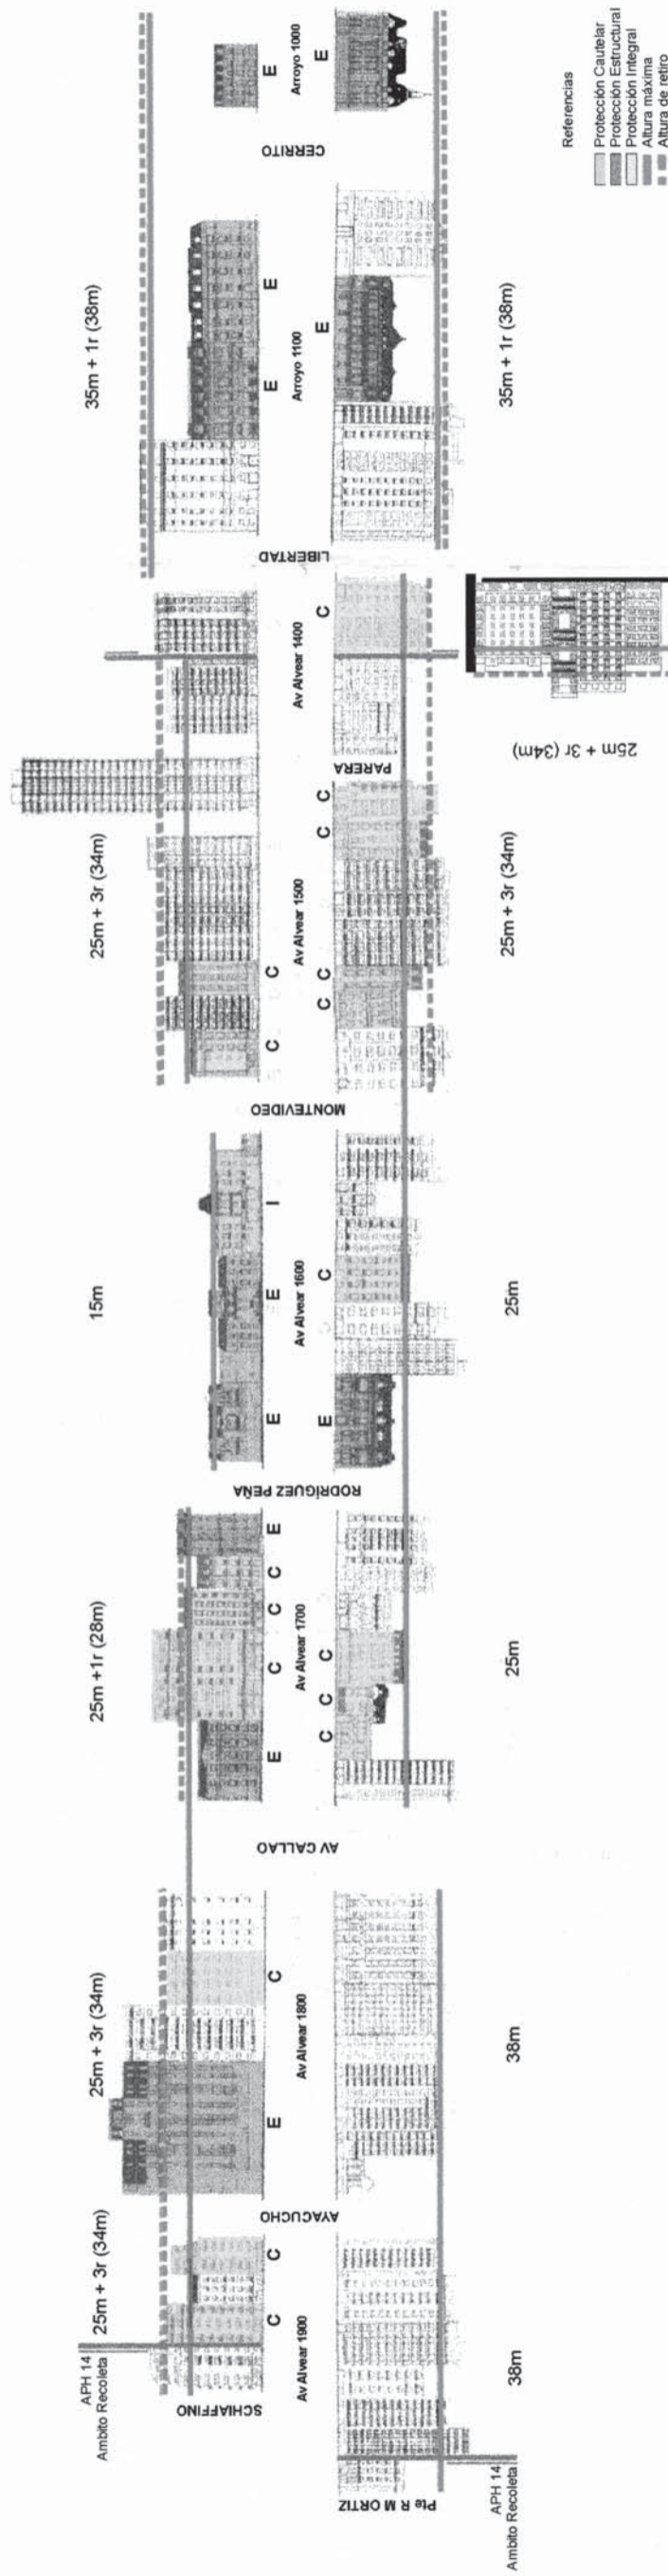 APH 14
Ambito Recoleta
25m + 3r (34m)
25m + 3r (34m)
25m +1r (28m)
15m
25m + 3r (34m)
35m + 1r (38m)
SCHIAFFINO
C
C
AYACUCHO
E
C
AV CALLAO
E
C
C
C
E
RODRÍGUEZ PEÑA
E
E
I
MONTEVIDEO
C
C
LIBERTAD
E
E
CERRITO
E
Av Alvear 1900
Av Alvear 1800
Av Alvear 1700
Av Alvear 1600
Av Alvear 1500
Av Alvear 1400
Arroyo 1100
Arroyo 1000
Pte R M ORTIZ
C
C
C
E
C
C
C
C
C
PARERA
C
E
E
APH 14
Ambito Recoleta
38m
38m
25m
25m
25m + 3r (34m)
25m + 3r (34m)
35m + 1r (38m)
Referencias
Protección Cautelar
Protección Estructural
Protección Integral
Altura máxima
Altura de retiro